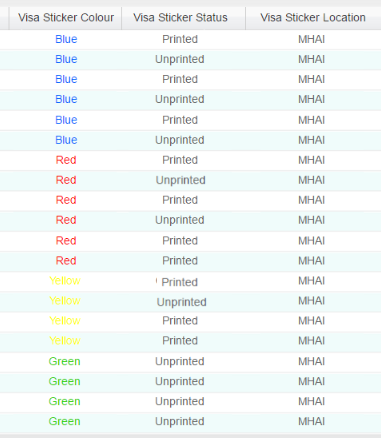 Visa Sticker Colour Visa Sticker Status Visa Sticker Location
Blue Printed MHAI
Blue Unprinted MHAI
Blue Printed MHAI
Blue Unprinted MHAI
Blue Printed MHAI
Blue Unprinted MHAI
Red Printed MHAI
Red Unprinted MHAI
Red Printed MHAI
Red Unprinted MHAI
Red Printed MHAI
Red Printed MHAI
Yellow Printed MHAI
Yellow Unprinted MHAI
Yellow Printed MHAI
Yellow Printed MHAI
Green Unprinted MHAI
Green Unprinted MHAI
Green Unprinted MHAI
Green Unprinted MHAI